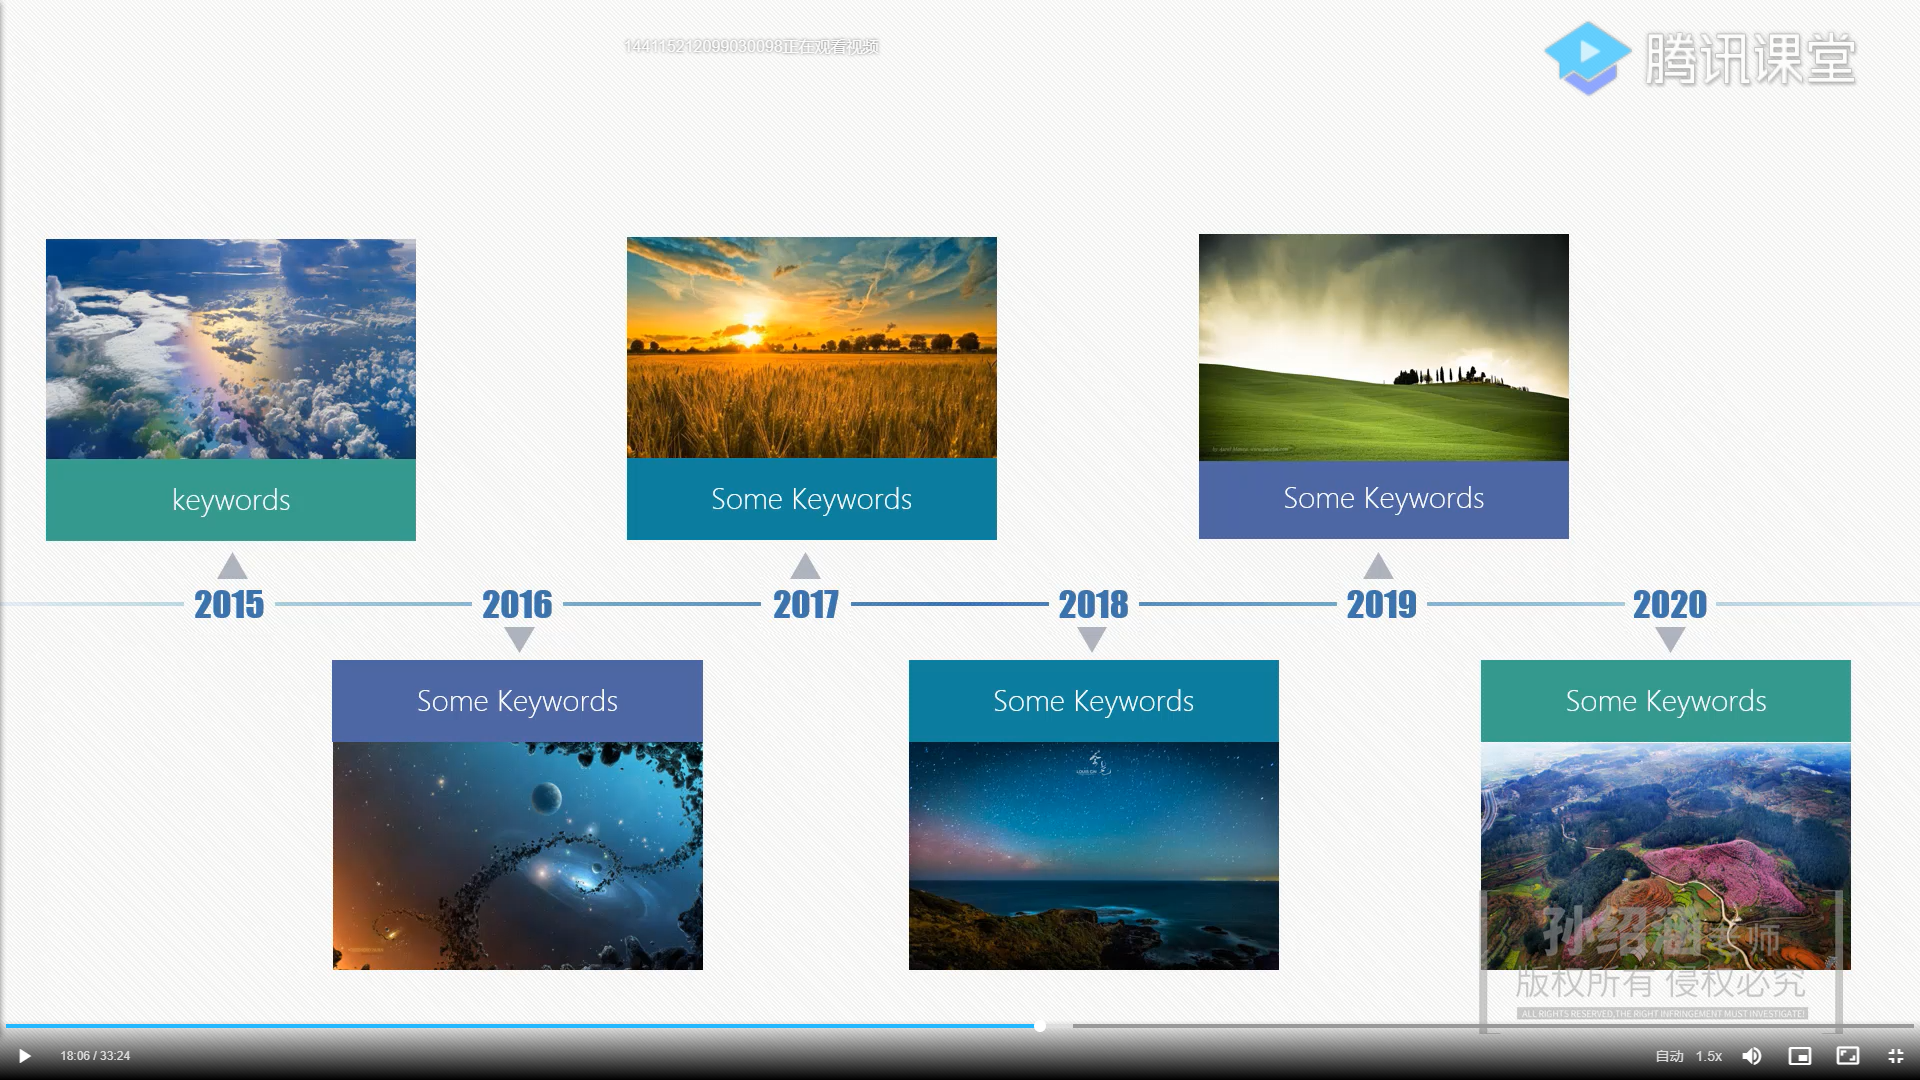 144115212099030098正在观看视频
腾讯课堂
keywords
Some Keywords
Some Keywords
2015
2016
2017
2018
2019
2020
Some Keywords
Some Keywords
Some Keywords
孙绍涵老师
版权所有 侵权必究
ALL RIGHTS RESERVED,THE RIGHT INFRINGEMENT MUST INVESTIGATE!
18:06 / 33:24
自动
1.5x